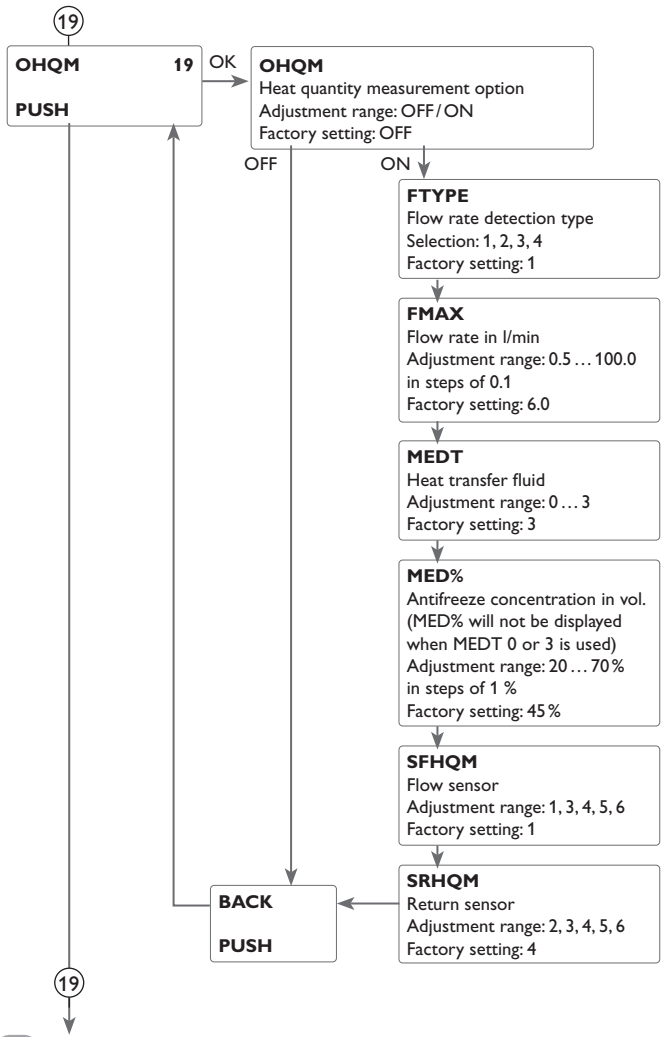 19
OHQM 19
PUSH
OK
OHQM
Heat quantity measurement option
Adjustment range: OFF/ON
Factory setting: OFF
OFF
ON
FTYPE
Flow rate detection type
Selection: 1, 2, 3, 4
Factory setting: 1
FMAX
Flow rate in l/min
Adjustment range: 0.5 … 100.0
in steps of 0.1
Factory setting: 6.0
MEDT
Heat transfer fluid
Adjustment range: 0 … 3
Factory setting: 3
MED%
Antifreeze concentration in vol.
(MED% will not be displayed
when MEDT 0 or 3 is used)
Adjustment range: 20 … 70%
in steps of 1 %
Factory setting: 45%
SFHQM
Flow sensor
Adjustment range: 1, 3, 4, 5, 6
Factory setting: 1
SRHQM
Return sensor
Adjustment range: 2, 3, 4, 5, 6
Factory setting: 4
BACK
PUSH
19